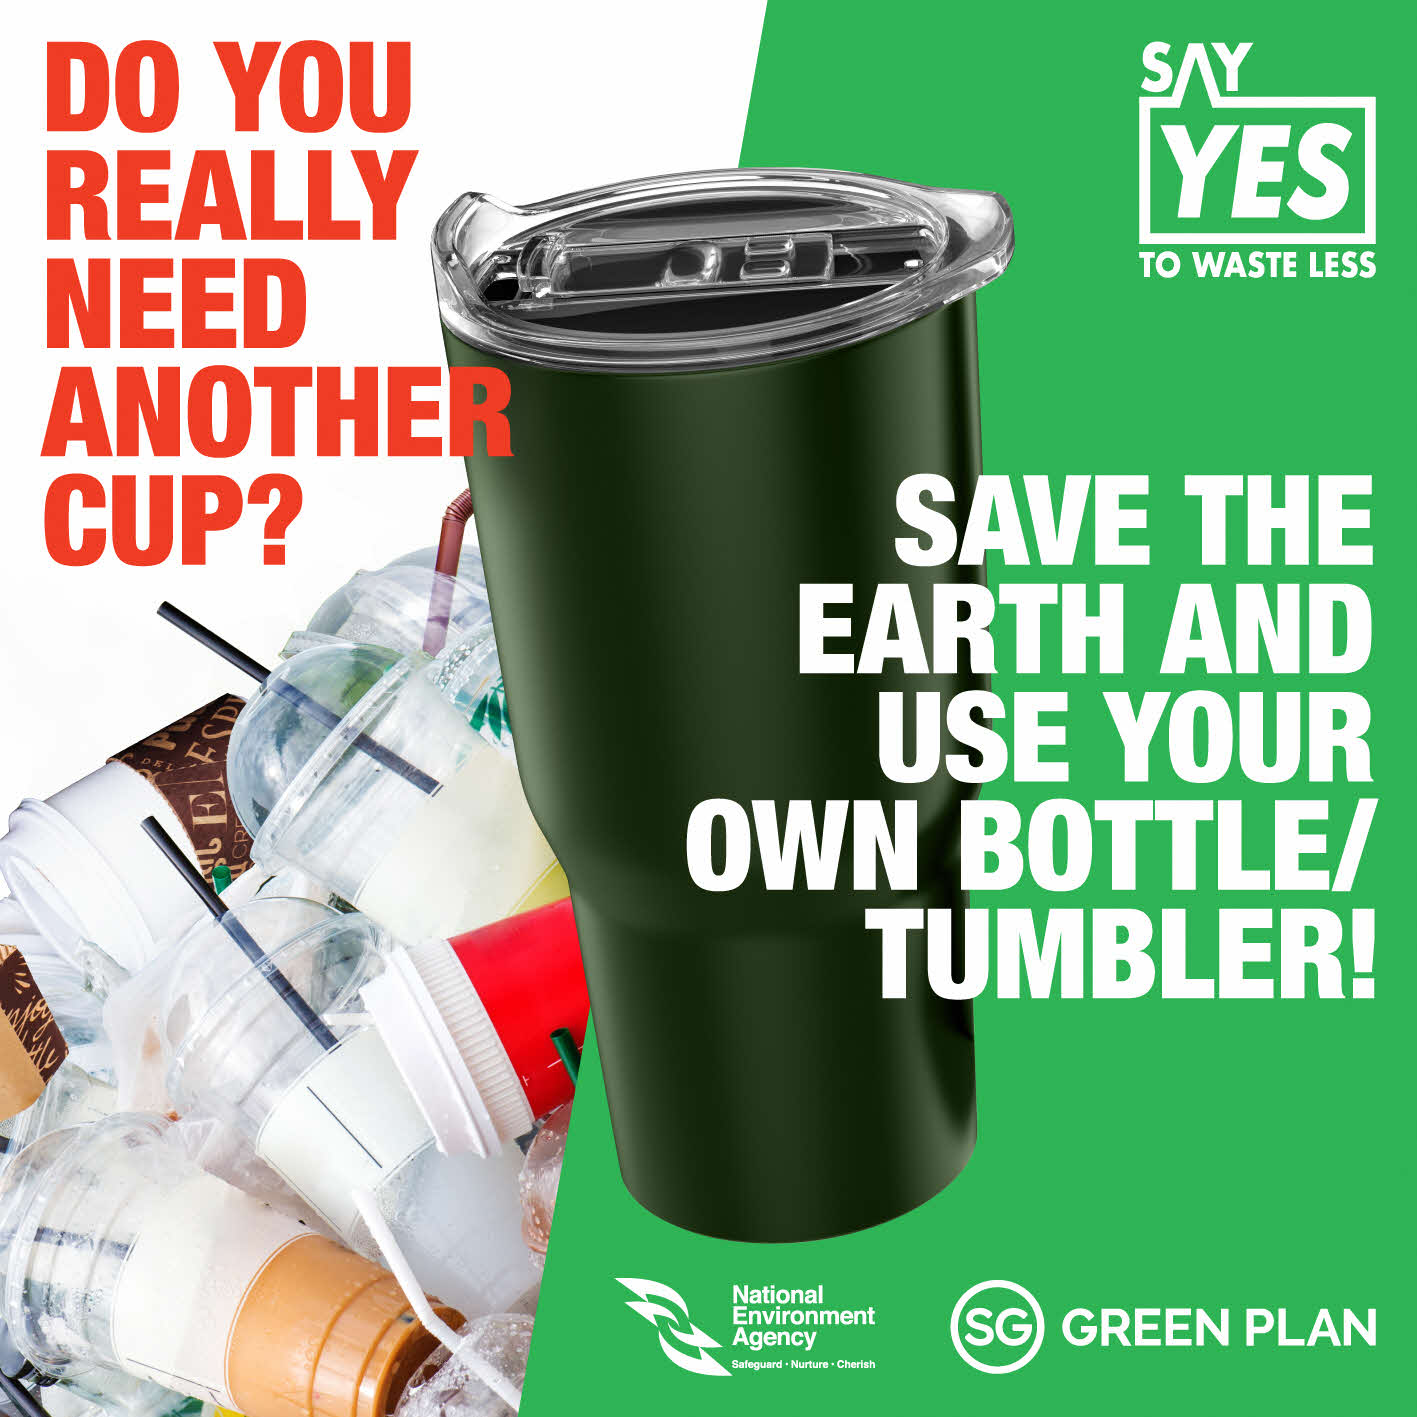 DO YOU
REALLY
NEED
ANOTHER
CUP?
SAY
YES
TO WASTE LESS
SAVE THE
EARTH AND
USE YOUR
OWN BOTTLE/
TUMBLER!
National
Environment
Agency
Safeguard · Nurture · Cherish
SG GREEN PLAN